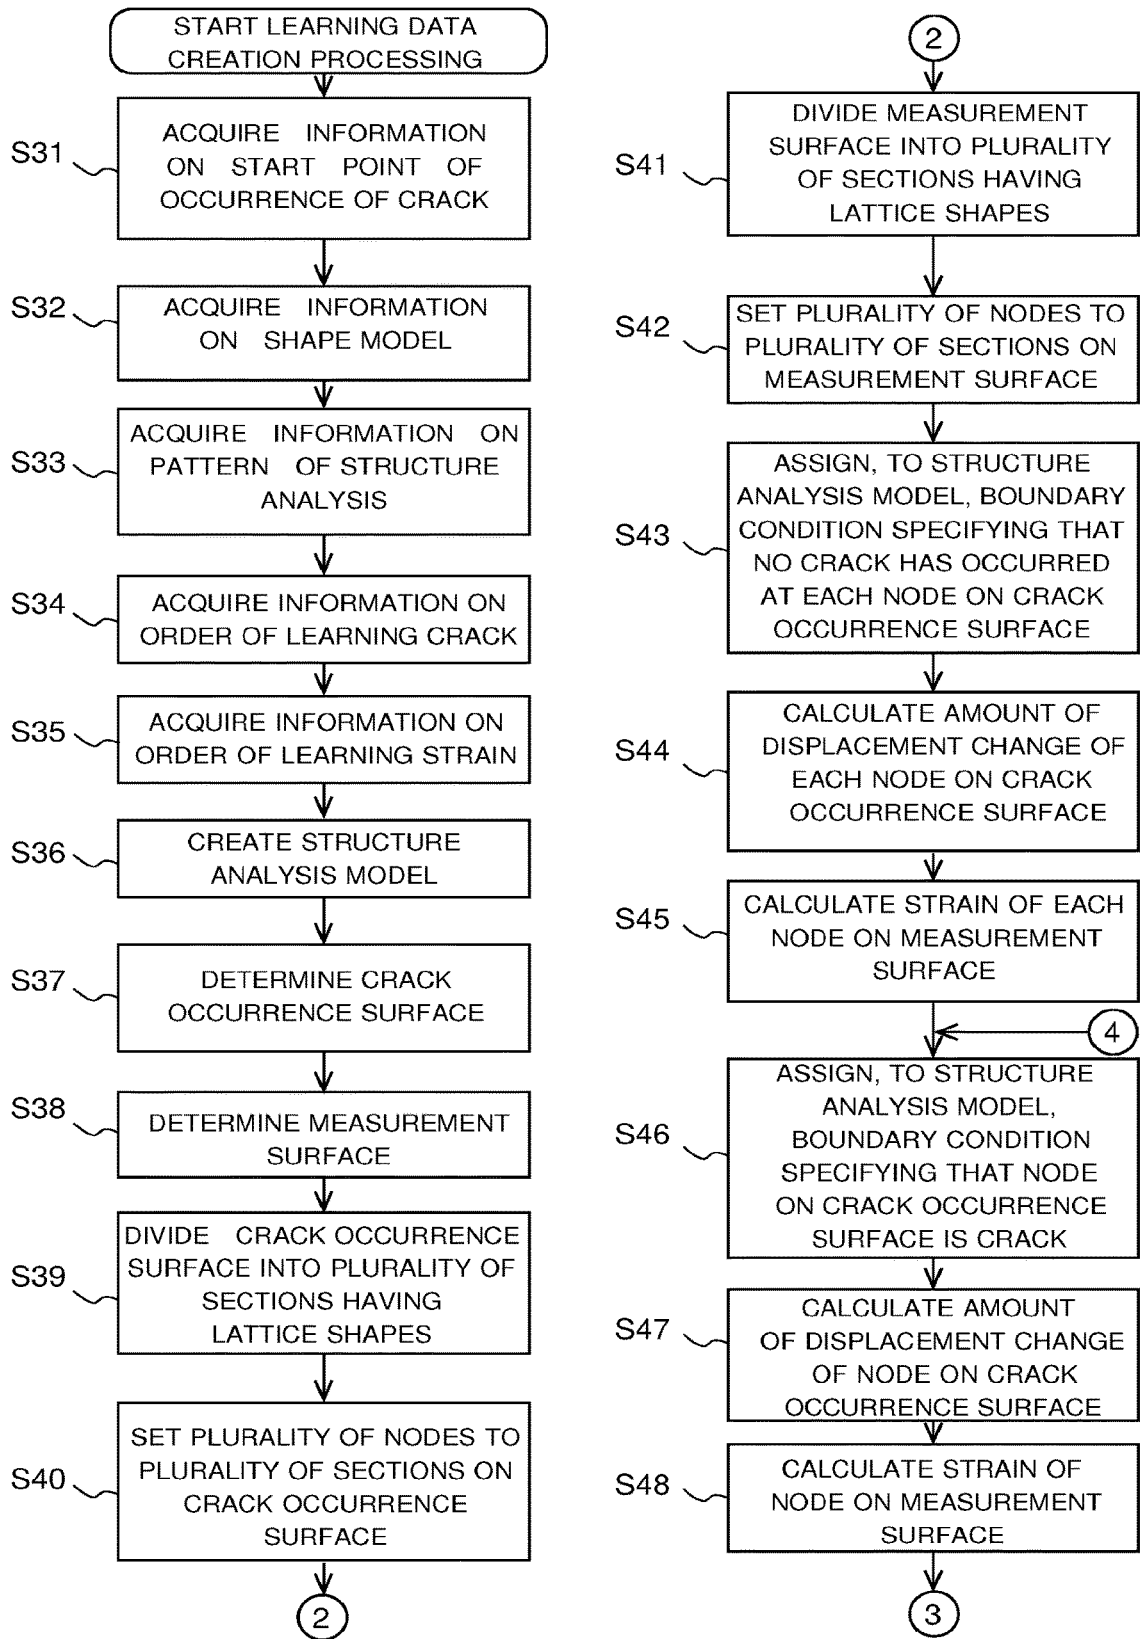 START LEARNING DATA
CREATION PROCESSING
S31
ACQUIRE INFORMATION
ON START POINT OF
OCCURRENCE OF CRACK
S32
ACQUIRE INFORMATION
ON SHAPE MODEL
S33
ACQUIRE INFORMATION ON
PATTERN OF STRUCTURE
ANALYSIS
S34
ACQUIRE INFORMATION ON
ORDER OF LEARNING CRACK
S35
ACQUIRE INFORMATION ON
ORDER OF LEARNING STRAIN
S36
CREATE STRUCTURE
ANALYSIS MODEL
S37
DETERMINE CRACK
OCCURRENCE SURFACE
S38
DETERMINE MEASUREMENT
SURFACE
S39
DIVIDE CRACK OCCURRENCE
SURFACE INTO PLURALITY OF
SECTIONS HAVING
LATTICE SHAPES
S40
SET PLURALITY OF NODES TO
PLURALITY OF SECTIONS ON
CRACK OCCURRENCE
SURFACE
2
2
S41
DIVIDE MEASUREMENT
SURFACE INTO PLURALITY
OF SECTIONS HAVING
LATTICE SHAPES
S42
SET PLURALITY OF NODES TO
PLURALITY OF SECTIONS ON
MEASUREMENT SURFACE
S43
ASSIGN, TO STRUCTURE
ANALYSIS MODEL, BOUNDARY
CONDITION SPECIFYING THAT
NO CRACK HAS OCCURRED
AT EACH NODE ON CRACK
OCCURRENCE SURFACE
S44
CALCULATE AMOUNT OF
DISPLACEMENT CHANGE OF
EACH NODE ON CRACK
OCCURRENCE SURFACE
S45
CALCULATE STRAIN OF EACH
NODE ON MEASUREMENT
SURFACE
4
S46
ASSIGN, TO STRUCTURE
ANALYSIS MODEL,
BOUNDARY CONDITION
SPECIFYING THAT NODE
ON CRACK OCCURRENCE
SURFACE IS CRACK
S47
CALCULATE AMOUNT
OF DISPLACEMENT CHANGE
OF NODE ON CRACK
OCCURRENCE SURFACE
S48
CALCULATE STRAIN OF
NODE ON MEASUREMENT
SURFACE
3